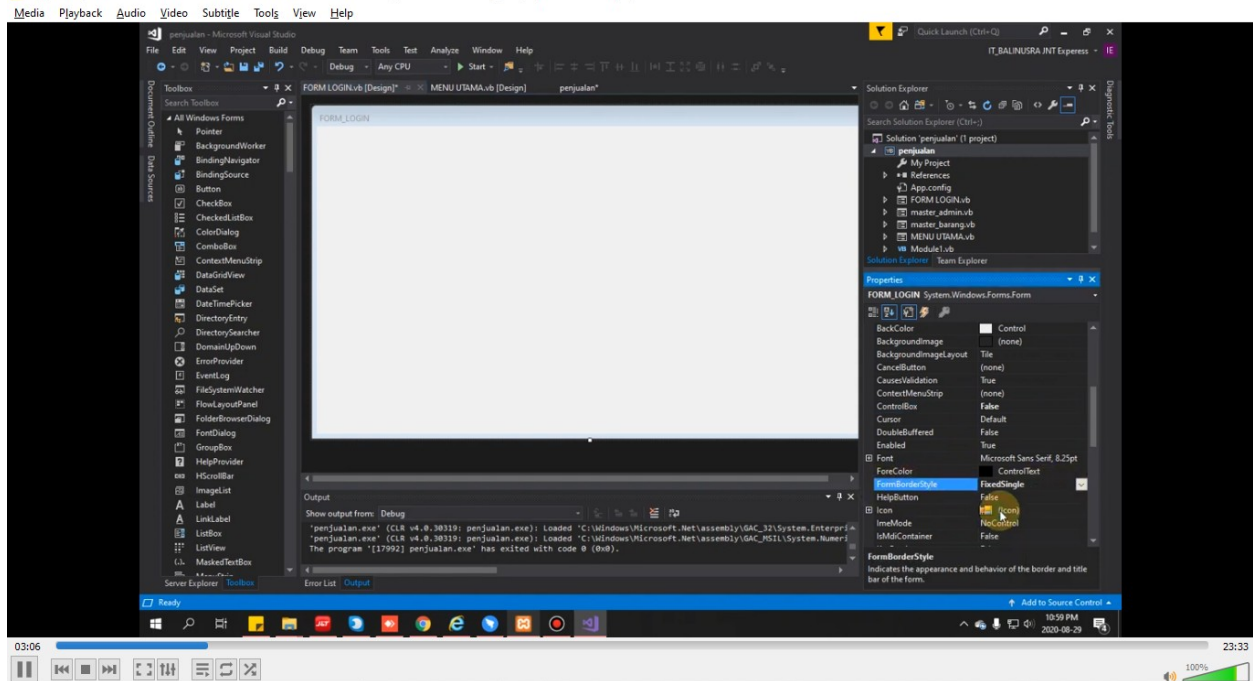 Media Playback Audio Video Subtitle Tools View Help
penjualan - Microsoft Visual Studio
Quick Launch (Ctrl+Q)
File Edit View Project Build Debug Team Tools Test Analyze Window Help
IT_BALINUSRA JNT Experess IE
Debug Any CPU Start
Document Outline
Data Sources
Toolbox
Search Toolbox
All Windows Forms
Pointer
BackgroundWorker
BindingNavigator
BindingSource
Button
CheckBox
CheckedListBox
ColorDialog
ComboBox
ContextMenuStrip
DataGridView
DataSet
DateTimePicker
DirectoryEntry
DirectorySearcher
DomainUpDown
ErrorProvider
EventLog
FileSystemWatcher
FlowLayoutPanel
FolderBrowserDialog
FontDialog
GroupBox
HelpProvider
HScrollBar
ImageList
Label
LinkLabel
ListBox
ListView
MaskedTextBox
Server Explorer Toolbox
FORM LOGIN.vb [Design]* MENU UTAMA.vb [Design] penjualan*
FORM_LOGIN
Output
Show output from: Debug
'penjualan.exe' (CLR v4.0.30319: penjualan.exe): Loaded 'C:\Windows\Microsoft.Net\assembly\GAC_32\System.Enterpri
'penjualan.exe' (CLR v4.0.30319: penjualan.exe): Loaded 'C:\Windows\Microsoft.Net\assembly\GAC_MSIL\System.Numeri
The program '[17992] penjualan.exe' has exited with code 0 (0x0).
Error List Output
Solution Explorer
Search Solution Explorer (Ctrl+;)
Solution 'penjualan' (1 project)
penjualan
My Project
References
App.config
FORM LOGIN.vb
master_admin.vb
master_barang.vb
MENU UTAMA.vb
Module1.vb
Solution Explorer Team Explorer
Diagnostic Tools
Properties
FORM_LOGIN System.Windows.Forms.Form
BackColor Control
BackgroundImage (none)
BackgroundImageLayout Tile
CancelButton (none)
CausesValidation True
ContextMenuStrip (none)
ControlBox False
Cursor Default
DoubleBuffered False
Enabled True
Font Microsoft Sans Serif, 8.25pt
ForeColor ControlText
FormBorderStyle FixedSingle
HelpButton False
Icon (Icon)
ImeMode NoControl
IsMdiContainer False
FormBorderStyle
Indicates the appearance and behavior of the border and title
bar of the form.
Ready
Add to Source Control
10:59 PM
2020-08-29
03:06 23:33
100%